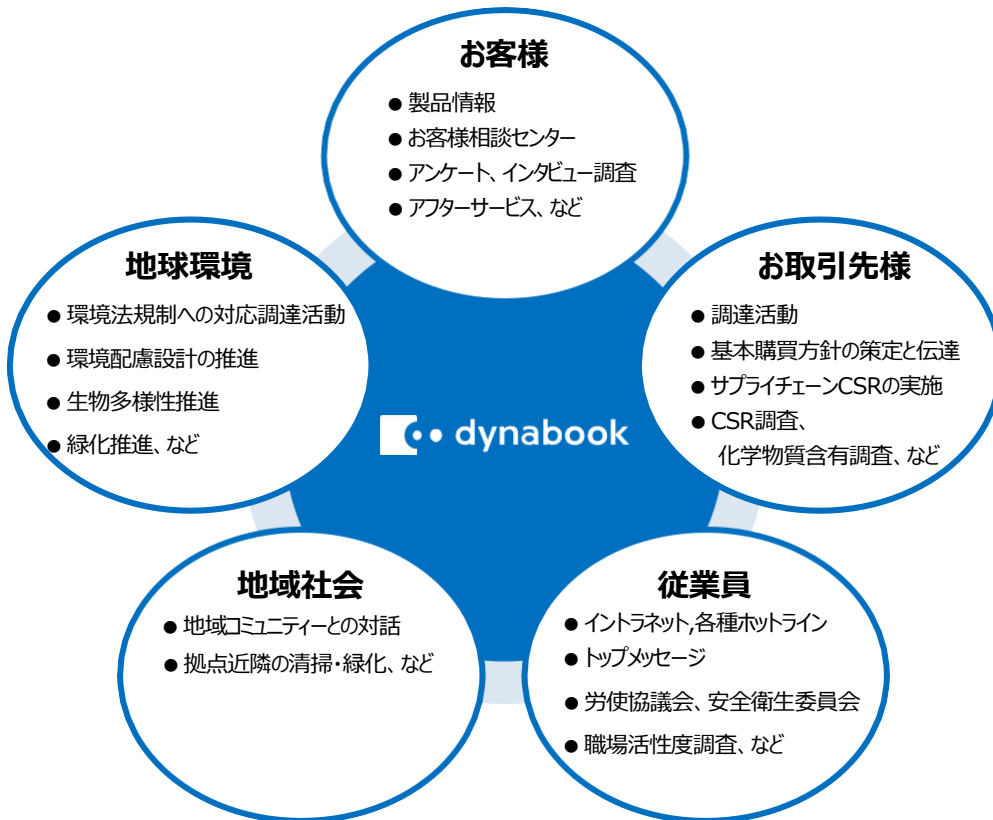 お客様
● 製品情報
● お客様相談センター
● アンケート、インタビュー調査
● アフターサービス、など
地球環境
● 環境法規制への対応調達活動
● 環境配慮設計の推進
● 生物多様性推進
● 緑化推進、など
お取引先様
● 調達活動
● 基本購買方針の策定と伝達
● サプライチェーンCSRの実施
● CSR調査、
化学物質含有調査、など
dynabook
地域社会
● 地域コミュニティーとの対話
● 拠点近隣の清掃・緑化、など
従業員
● イントラネット,各種ホットライン
● トップメッセージ
● 労使協議会、安全衛生委員会
● 職場活性度調査、など